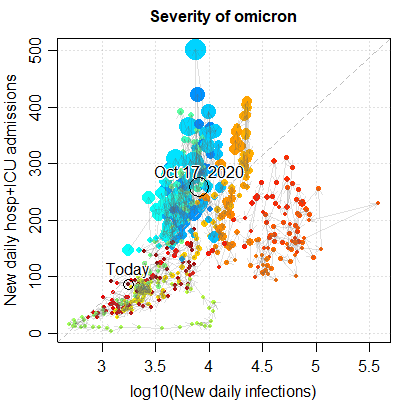 Severity of omicron
New daily hosp+ICU admissions
500
400
300
200
100
0
Oct 17, 2020
Today
3
3.5
4
4.5
5
5.5
log10(New daily infections)